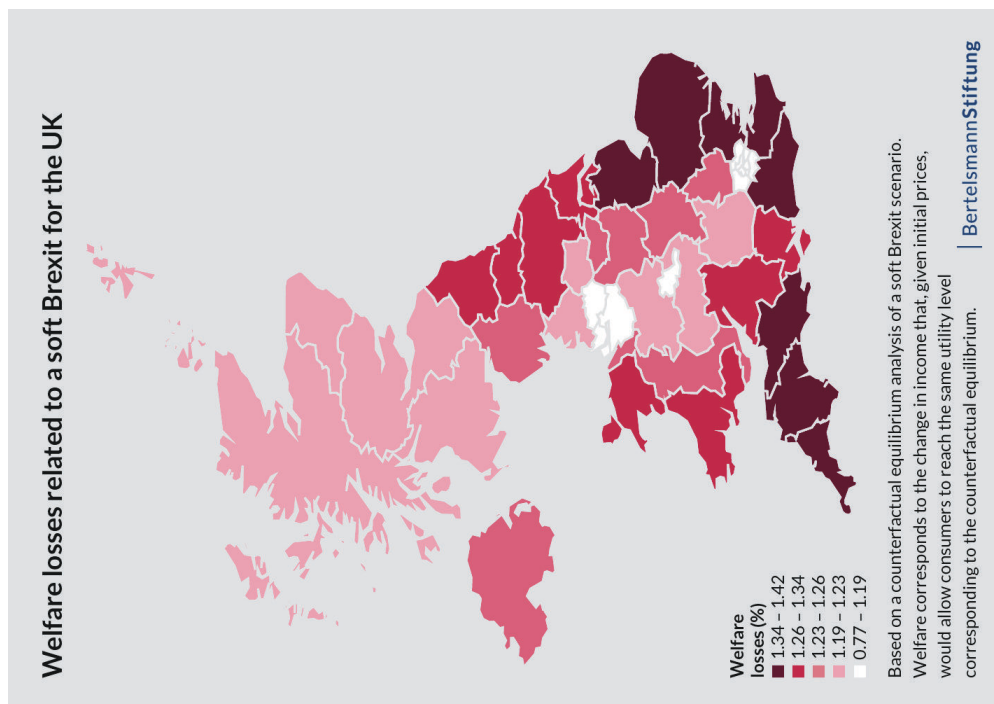 Welfare losses related to a soft Brexit for the UK
Welfare
losses (%)
1.34 – 1.42
1.26 – 1.34
1.23 – 1.26
1.19 – 1.23
0.77 – 1.19
Based on a counterfactual equilibrium analysis of a soft Brexit scenario.
Welfare corresponds to the change in income that, given initial prices,
would allow consumers to reach the same utility level
corresponding to the counterfactual equilibrium.
BertelsmannStiftung